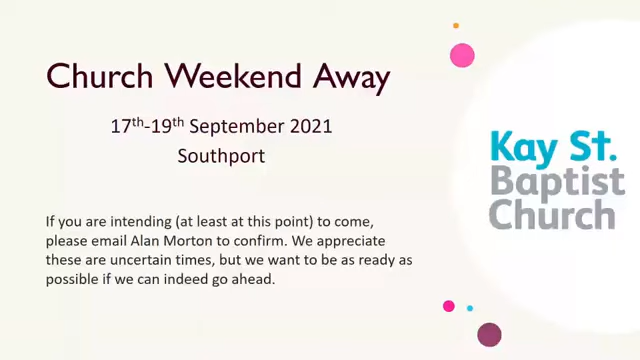 Church Weekend Away
17th-19th September 2021
Southport
Kay St.
Baptist
Church
If you are intending (at least at this point) to come,
please email Alan Morton to confirm. We appreciate
these are uncertain times, but we want to be as ready as
possible if we can indeed go ahead.